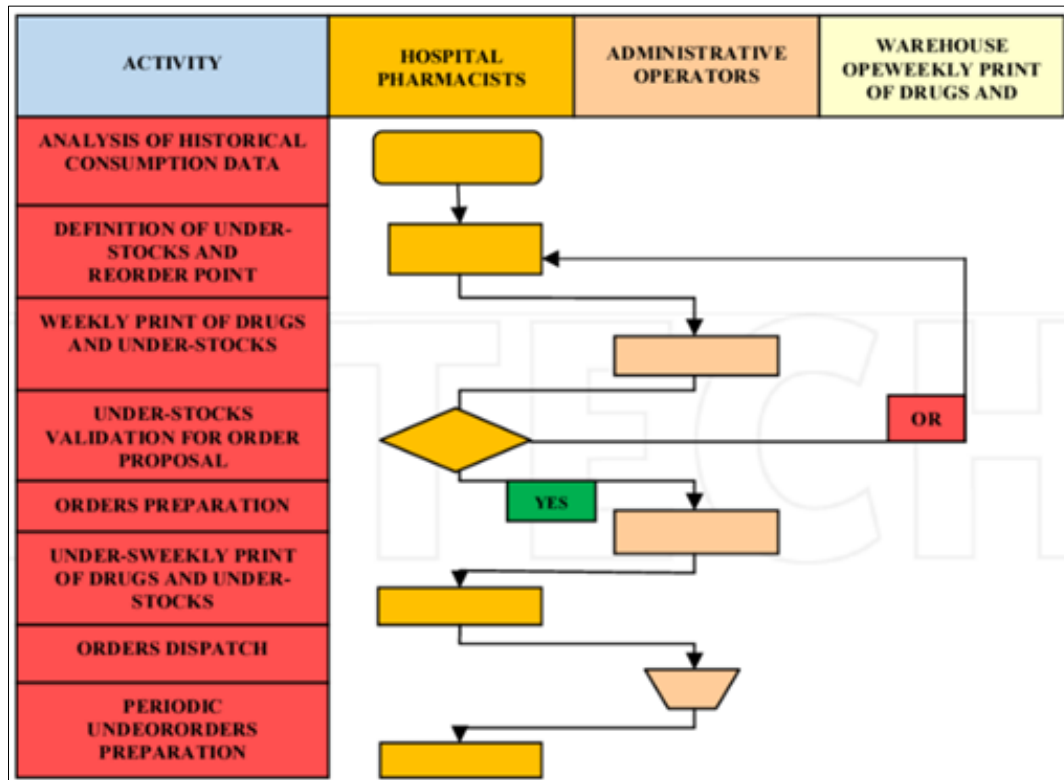 ACTIVITY
HOSPITAL
PHARMACISTS
ADMINISTRATIVE
OPERATORS
WAREHOUSE
OPEWEEKLY PRINT
OF DRUGS AND
ANALYSIS OF HISTORICAL
CONSUMPTION DATA
DEFINITION OF UNDER-
STOCKS AND
REORDER POINT
WEEKLY PRINT OF DRUGS
AND UNDER-STOCKS
UNDER-STOCKS
VALIDATION FOR ORDER
PROPOSAL
OR
ORDERS PREPARATION
YES
UNDER-SWEEKLY PRINT
OF DRUGS AND UNDER-
STOCKS
ORDERS DISPATCH
PERIODIC
UNDEORORDERS
PREPARATION
TECH